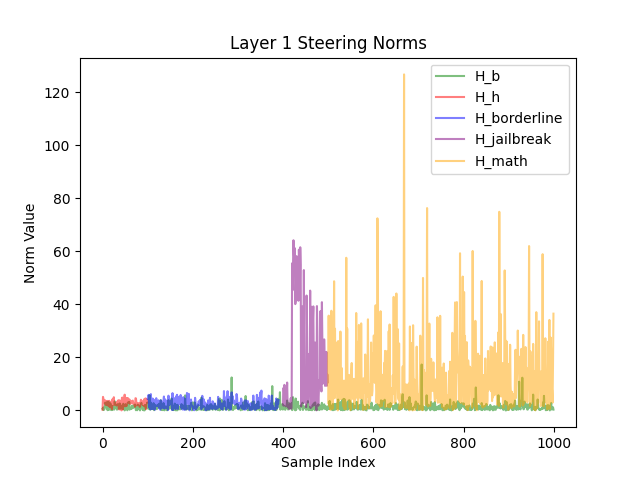 Layer 1 Steering Norms
H_b
H_h
H_borderline
H_jailbreak
H_math
Norm Value
120
100
80
60
40
20
0
0 200 400 600 800 1000
Sample Index